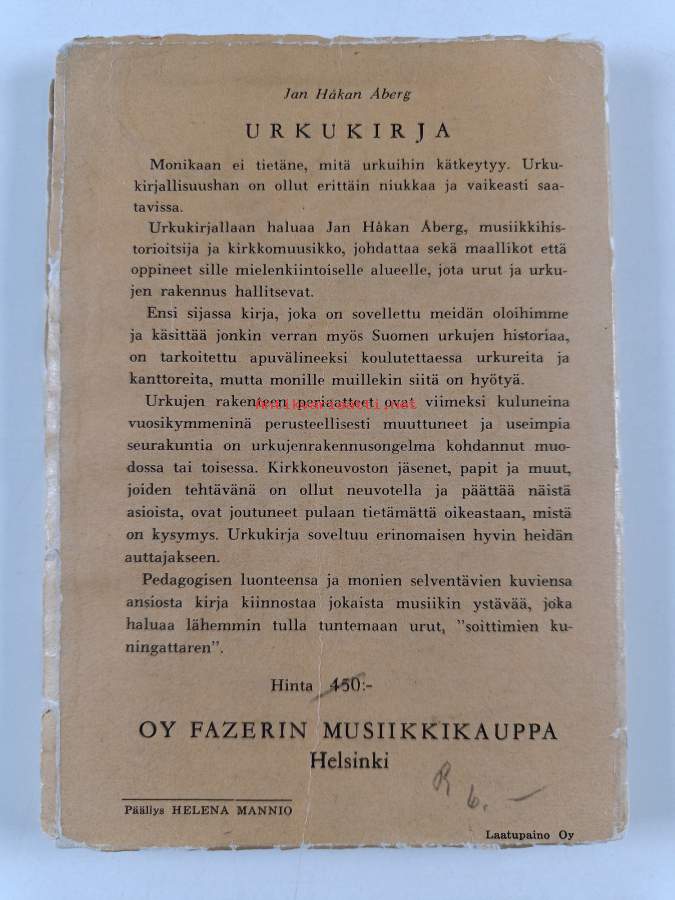 Jan Håkan Åberg
URKUKIRJA
Monikaan ei tietäne, mitä urkuihin kätkeytyy. Urku-
kirjallisuushan on ollut erittäin niukkaa ja vaikeasti saa-
tavissa.
Urkukirjallaan haluaa Jan Håkan Åberg, musiikkihis-
torioitsija ja kirkkomuusikko, johdattaa sekä maallikot että
oppineet sille mielenkiintoiselle alueelle, jota urut ja urku-
jen rakennus hallitsevat.
Ensi sijassa kirja, joka on sovellettu meidän oloihimme
ja käsittää jonkin verran myös Suomen urkujen historiaa,
on tarkoitettu apuvälineeksi koulutettaessa urkureita ja
kanttoreita, mutta monille muillekin siitä on hyötyä.
Urkujen rakenteen periaatteet ovat viimeksi kuluneina
Antikvariaatti.net
vuosikymmeninä perusteellisesti muuttuneet ja useimpia
seurakuntia on urkujenrakennusongelma kohdannut muo-
dossa tai toisessa. Kirkkoneuvoston jäsenet, papit ja muut,
joiden tehtävänä on ollut neuvotella ja päättää näistä
asioista, ovat joutuneet pulaan tietämättä oikeastaan, mistä
on kysymys. Urkukirja soveltuu erinomaisen hyvin heidän
auttajakseen.
Pedagogisen luonteensa ja monien selventävien kuviensa
ansiosta kirja kiinnostaa jokaista musiikin ystävää, joka
haluaa lähemmin tulla tuntemaan urut, ”soittimien ku-
ningattaren”.
Hinta 450:-
OY FAZERIN MUSIIKKIKAUPPA
Helsinki
R 6.—
Päällys HELENA MANNIO
Laatupaino Oy